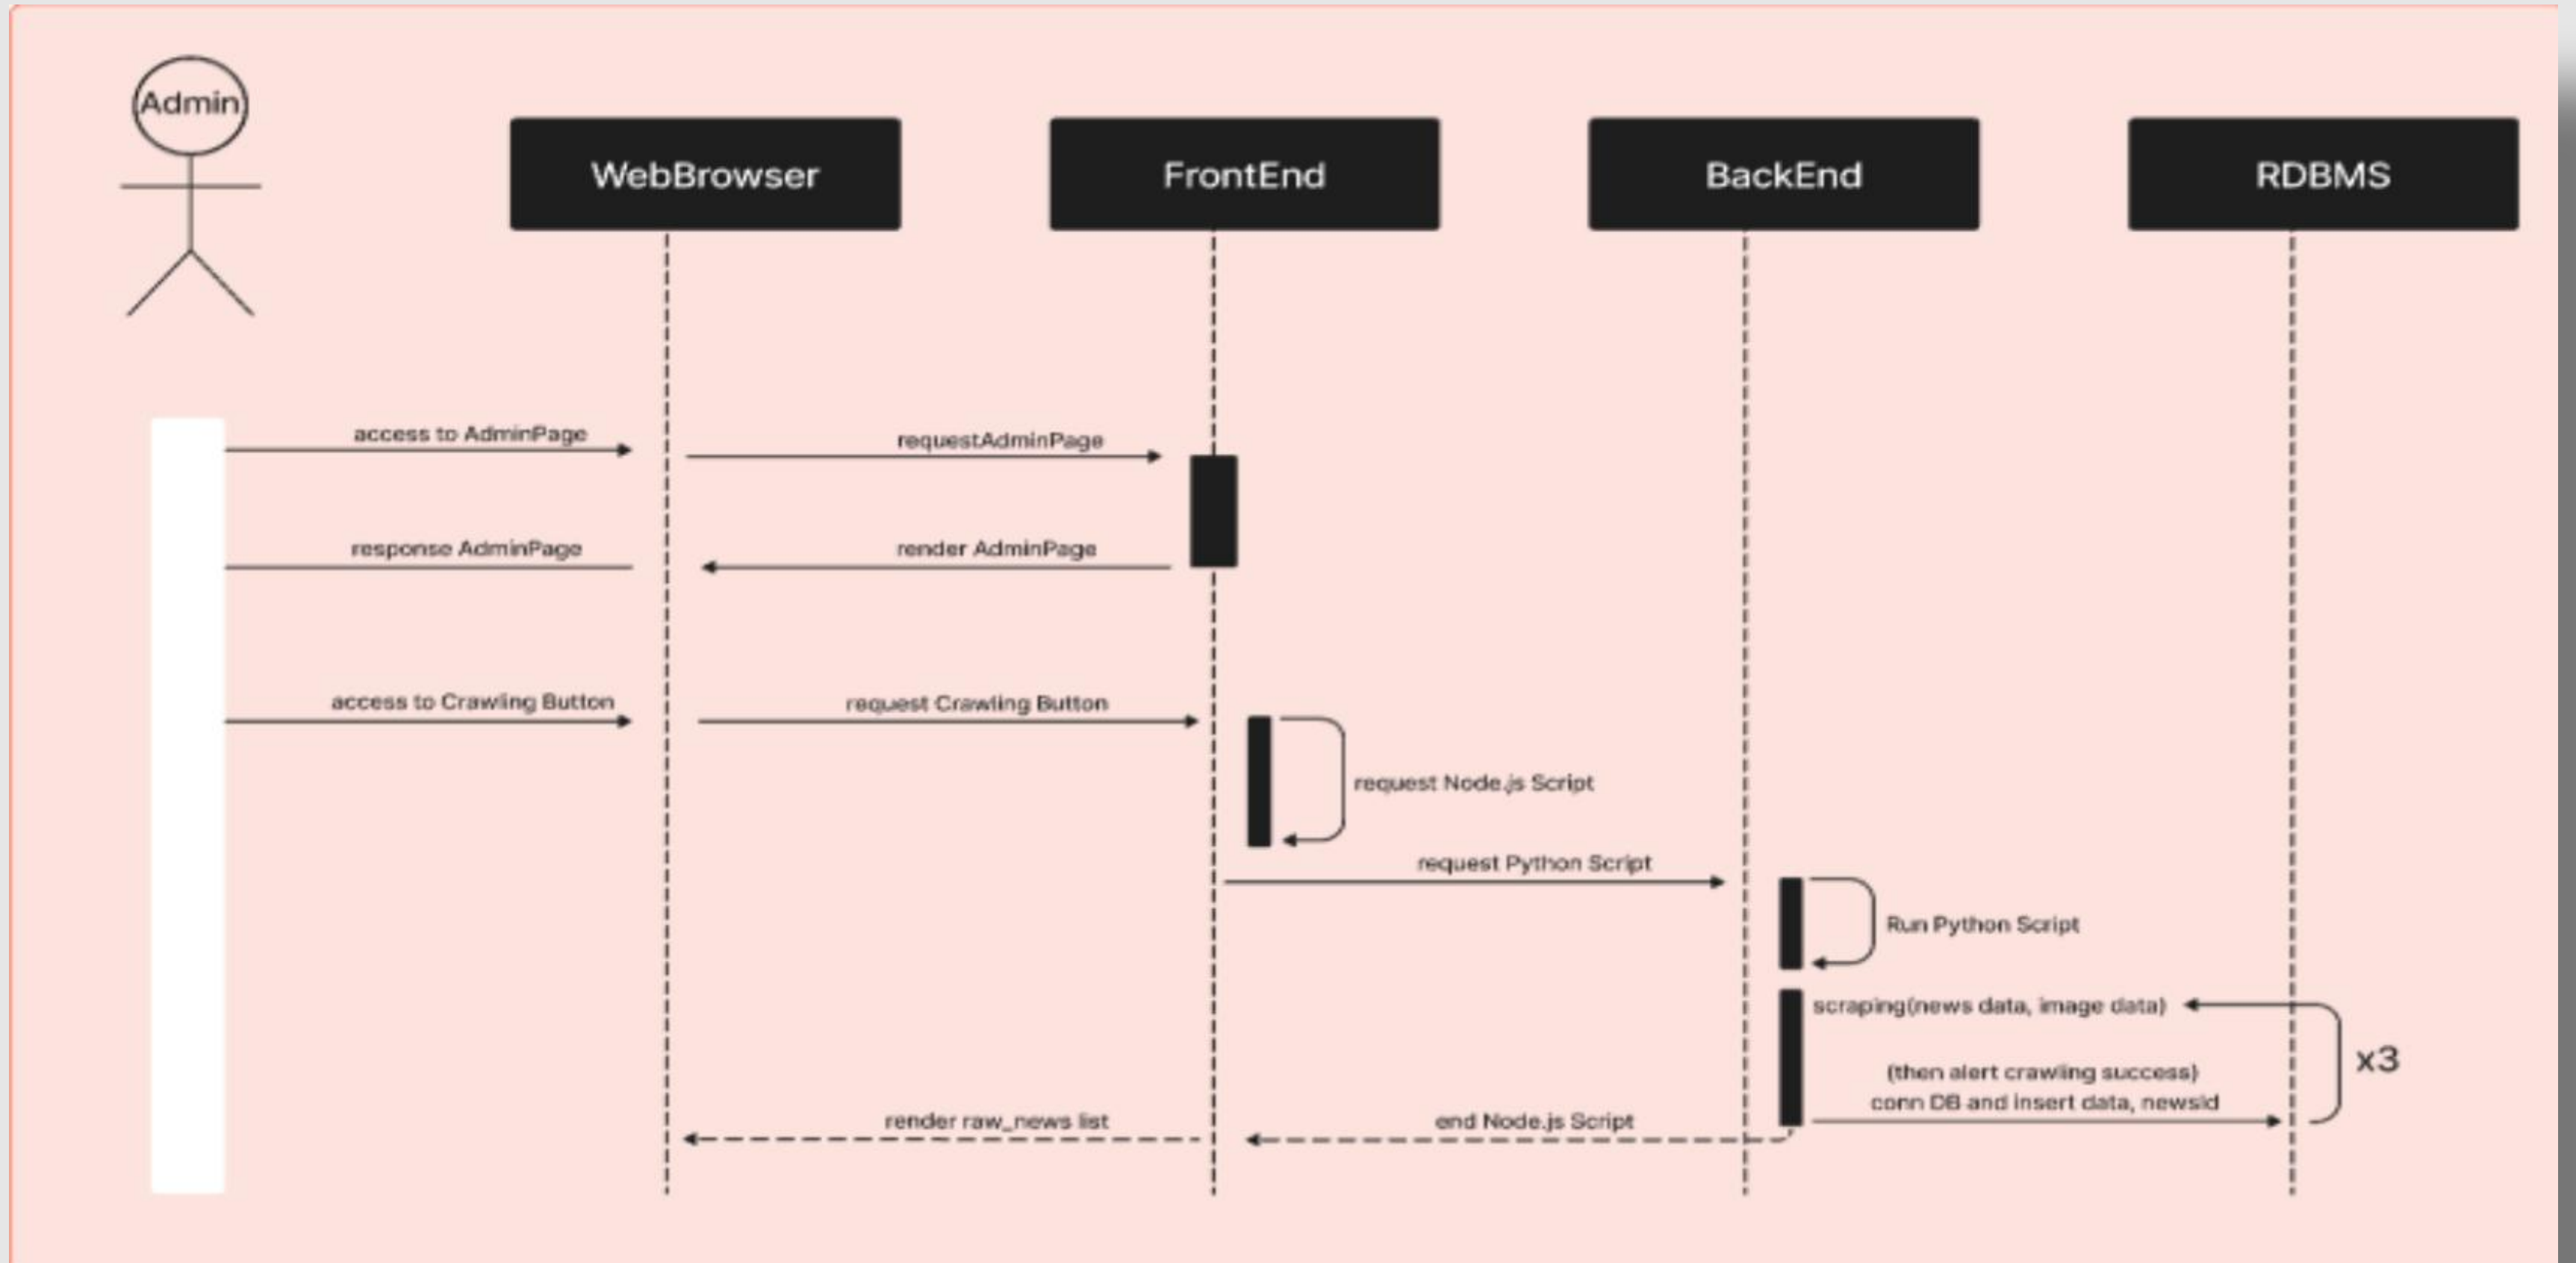 Admin
WebBrowser
FrontEnd
BackEnd
RDBMS
access to AdminPage
requestAdminPage
response AdminPage
render AdminPage
access to Crawling Button
request Crawling Button
request Node.js Script
request Python Script
Run Python Script
scraping(news data, image data)
x3
(then alert crawling success)
conn DB and insert data, newsId
render raw_news list
end Node.js Script